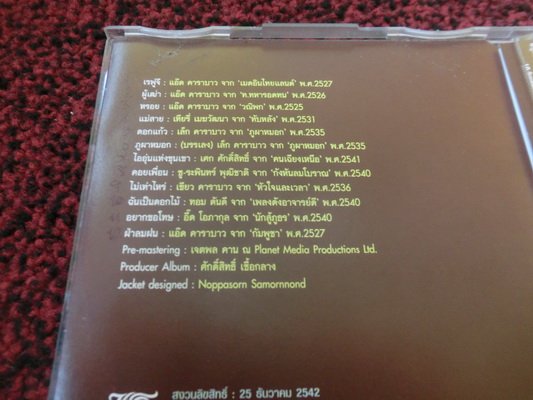 เรฟูจี : แอ๊ด คาราบาว จาก 'เมดอินไทยแลนด์' พ.ศ.2527
ผู้เฒ่า : แอ๊ด คาราบาว จาก 'ท.ทหารอดทน' พ.ศ.2526
หรอย : แอ๊ด คาราบาว จาก 'วณิพก' พ.ศ.2525
แม่สาย : เทียรี่ เมฆวัฒนา จาก 'ทับหลัง' พ.ศ.2531
ดอกแก้ว : เล็ก คาราบาว จาก 'ภูผาหมอก' พ.ศ.2535
ภูผาหมอก : (บรรเลง) เล็ก คาราบาว จาก 'ภูผาหมอก' พ.ศ.2535
ไออุ่นแห่งขุนเขา : เศก ศักดิ์สิทธิ์ จาก 'คนเฉียงเหนือ' พ.ศ.2541
คอยเพื่อน : ชู-ระพินทร์ พุฒิชาติ จาก 'กังหันลมโบราณ' พ.ศ.2540
ไม่เท่าไหร่ : เขียว คาราบาว จาก 'หัวใจและเวลา' พ.ศ.2536
ฉันเป็นดอกไม้ : ทอม ดันดี จาก 'เพลงดังอาจารย์ดี' พ.ศ.2540
อยากขอโทษ : อี๊ด โอภากุล จาก 'นักสู้ภูธร' พ.ศ.2540
ฝ่าลมฝน : แอ๊ด คาราบาว จาก 'กัมพูชา' พ.ศ.2527
Pre-mastering : เจตพล คาน ณ Planet Media Productions Ltd.
Producer Album : ศักดิ์สิทธิ์ เชื้อกลาง
Jacket designed : Noppasorn Samornnond
สงวนลิขสิทธิ์ : 25 ธันวาคม 2542